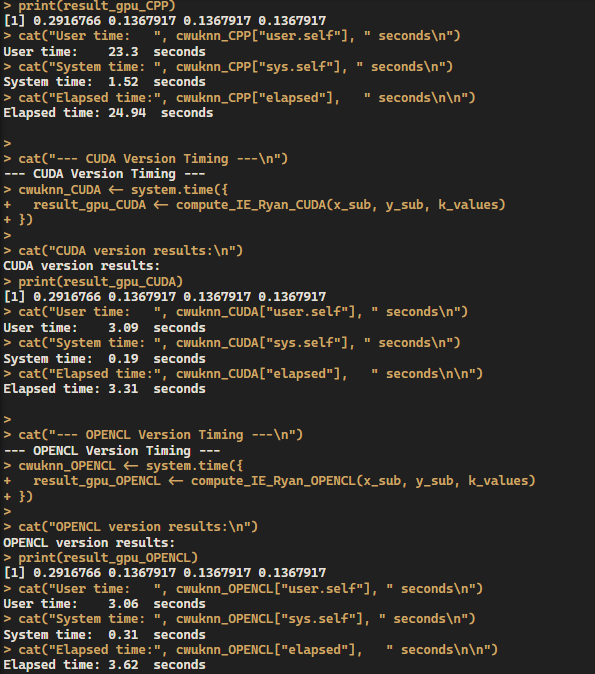 > print(result_gpu_CPP)
[1] 0.2916766 0.1367917 0.1367917 0.1367917
> cat("User time:   ", cwuknn_CPP["user.self"], " seconds\n")
User time:    23.3  seconds
> cat("System time: ", cwuknn_CPP["sys.self"], " seconds\n")
System time:  1.52  seconds
> cat("Elapsed time:", cwuknn_CPP["elapsed"],   " seconds\n\n")
Elapsed time: 24.94  seconds

>
> cat("--- CUDA Version Timing ---\n")
--- CUDA Version Timing ---
> cwuknn_CUDA <- system.time({
+   result_gpu_CUDA <- compute_IE_Ryan_CUDA(x_sub, y_sub, k_values)
+ })
>
> cat("CUDA version results:\n")
CUDA version results:
> print(result_gpu_CUDA)
[1] 0.2916766 0.1367917 0.1367917 0.1367917
> cat("User time:   ", cwuknn_CUDA["user.self"], " seconds\n")
User time:    3.09  seconds
> cat("System time: ", cwuknn_CUDA["sys.self"], " seconds\n")
System time:  0.19  seconds
> cat("Elapsed time:", cwuknn_CUDA["elapsed"],   " seconds\n\n")
Elapsed time: 3.31  seconds

>
> cat("--- OPENCL Version Timing ---\n")
--- OPENCL Version Timing ---
> cwuknn_OPENCL <- system.time({
+   result_gpu_OPENCL <- compute_IE_Ryan_OPENCL(x_sub, y_sub, k_values)
+ })
>
> cat("OPENCL version results:\n")
OPENCL version results:
> print(result_gpu_OPENCL)
[1] 0.2916766 0.1367917 0.1367917 0.1367917
> cat("User time:   ", cwuknn_OPENCL["user.self"], " seconds\n")
User time:    3.06  seconds
> cat("System time: ", cwuknn_OPENCL["sys.self"], " seconds\n")
System time:  0.31  seconds
> cat("Elapsed time:", cwuknn_OPENCL["elapsed"],   " seconds\n\n")
Elapsed time: 3.62  seconds